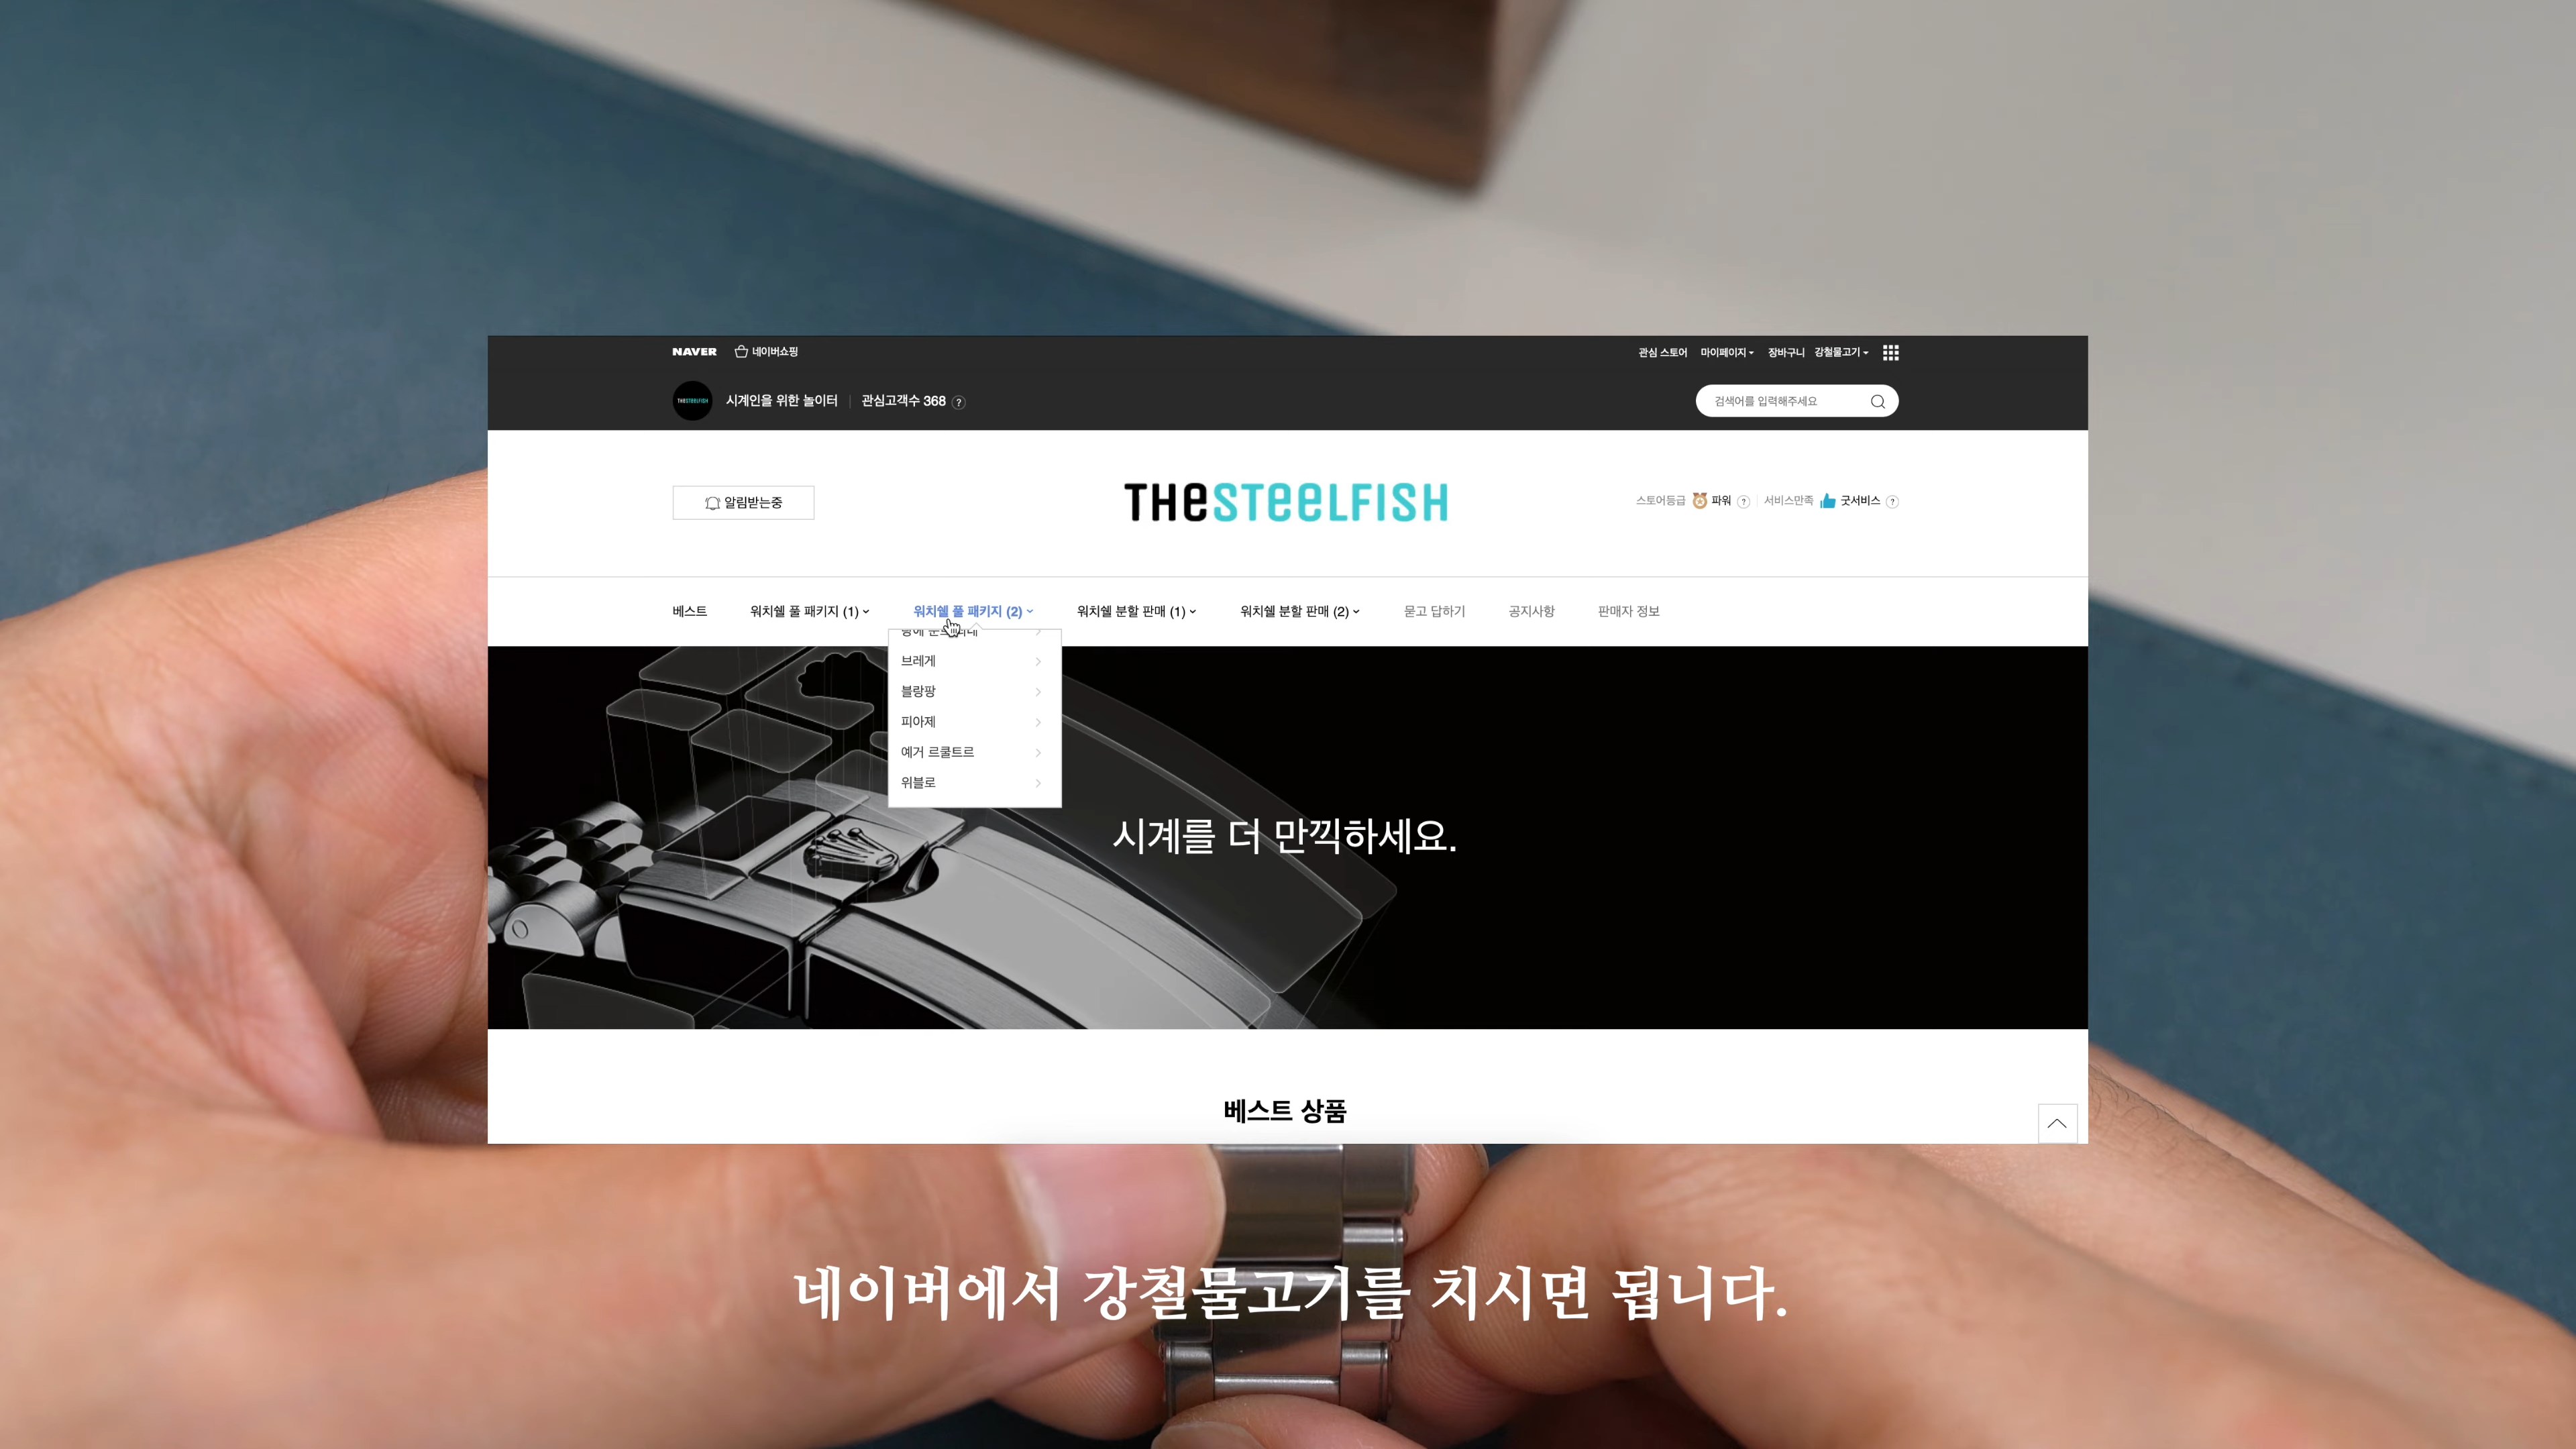 NAVER 네이버쇼핑 관심 스토어 마이페이지 장바구니 강철물고기
THESTEELFISH 시계인을 위한 놀이터 관심고객수 368 ? 검색어를 입력해주세요
알림받는중 THESTEELFISH 스토어등급 파워 ? 서비스만족 굿서비스 ?
베스트 워치쉘 풀 패키지 (1) 워치쉘 풀 패키지 (2) 워치쉘 분할 판매 (1) 워치쉘 분할 판매 (2) 묻고 답하기 공지사항 판매자 정보
브레게
블랑팡
피아제
예거 르쿨트르
위블로
시계를 더 만끽하세요.
베스트 상품
네이버에서 강철물고기를 치시면 됩니다.